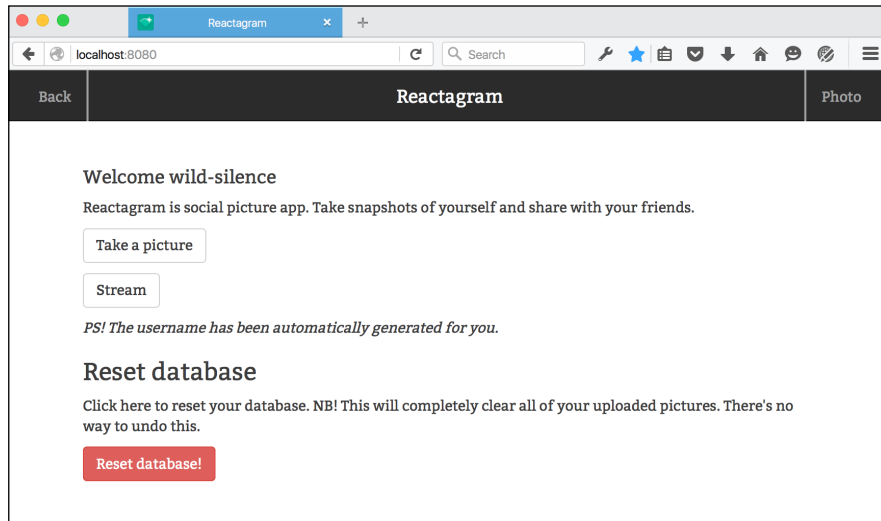 Reactagram
localhost:8080
Search
Back
Reactagram
Photo
Welcome wild-silence
Reactagram is social picture app. Take snapshots of yourself and share with your friends.
Take a picture
Stream
PS! The username has been automatically generated for you.
Reset database
Click here to reset your database. NB! This will completely clear all of your uploaded pictures. There's no
way to undo this.
Reset database!